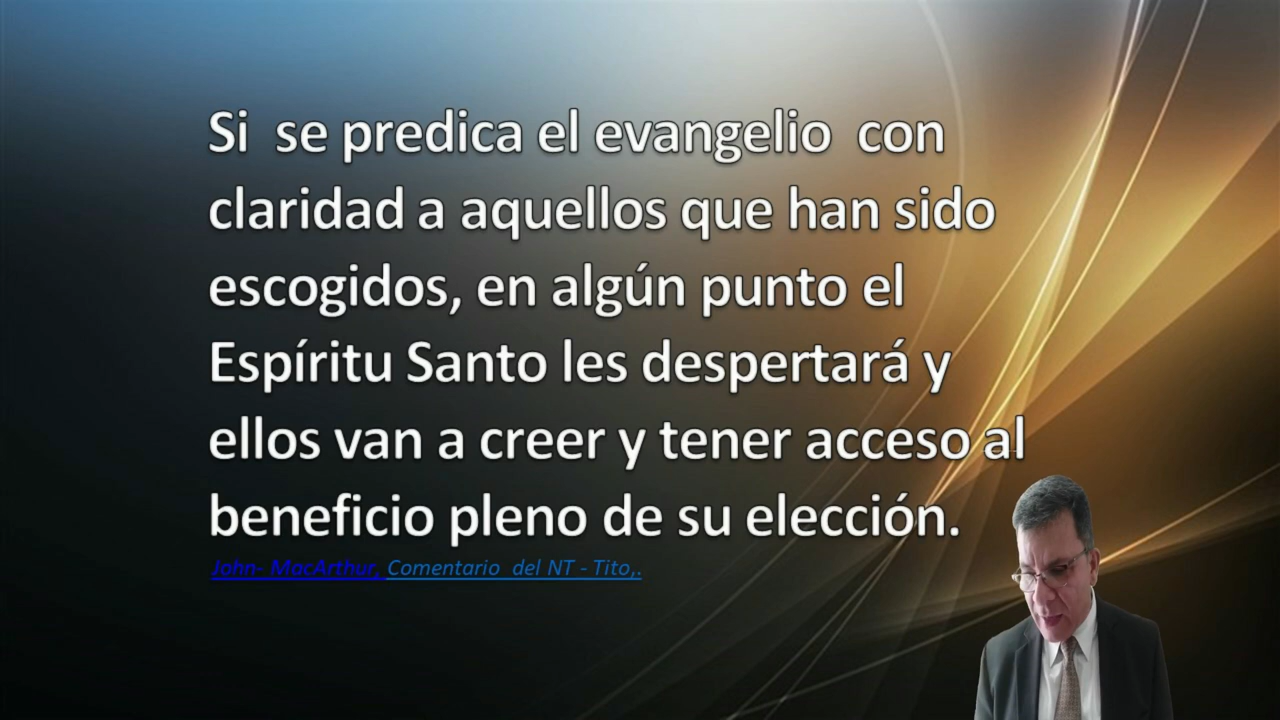 Si se predica el evangelio con
claridad a aquellos que han sido
escogidos, en algún punto el
Espíritu Santo les despertará y
ellos van a creer y tener acceso al
beneficio pleno de su elección.
John- MacArthur, Comentario del NT - Tito,.